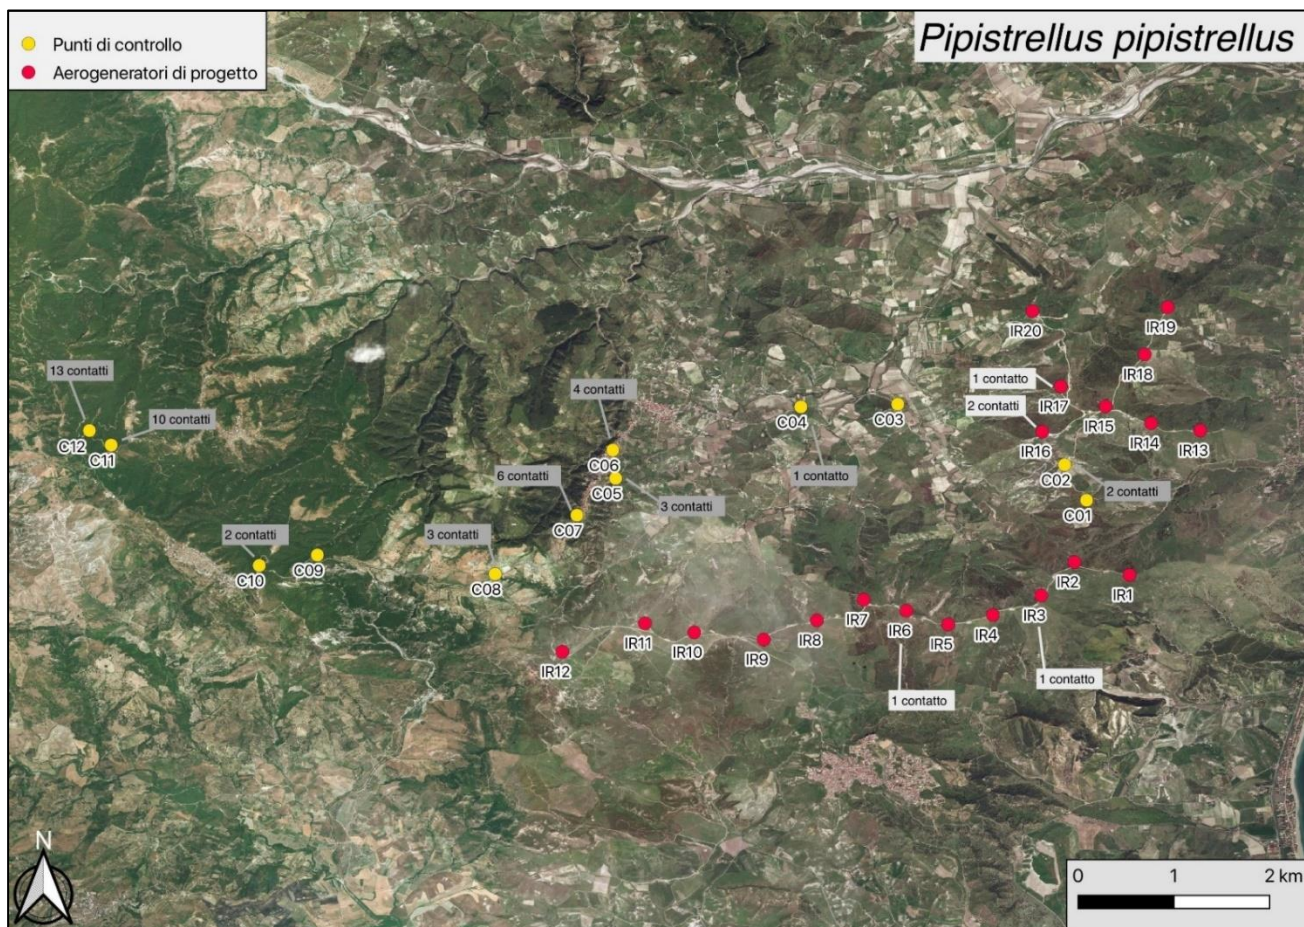 Punti di controllo
Aerogeneratori di progetto
Pipistrellus pipistrellus
IR20
IR19
IR18
1 contatto
IR17
2 contatti
IR15
IR16
IR14
IR13
C04
C03
1 contatto
C02
2 contatti
C01
13 contatti
10 contatti
C12
C11
4 contatti
C06
6 contatti
C05
3 contatti
C07
2 contatti
3 contatti
C10
C09
C08
IR2
IR1
IR7
IR6
IR3
IR4
IR5
IR8
IR11
IR10
IR9
IR12
1 contatto
1 contatto
N
0 1 2 km